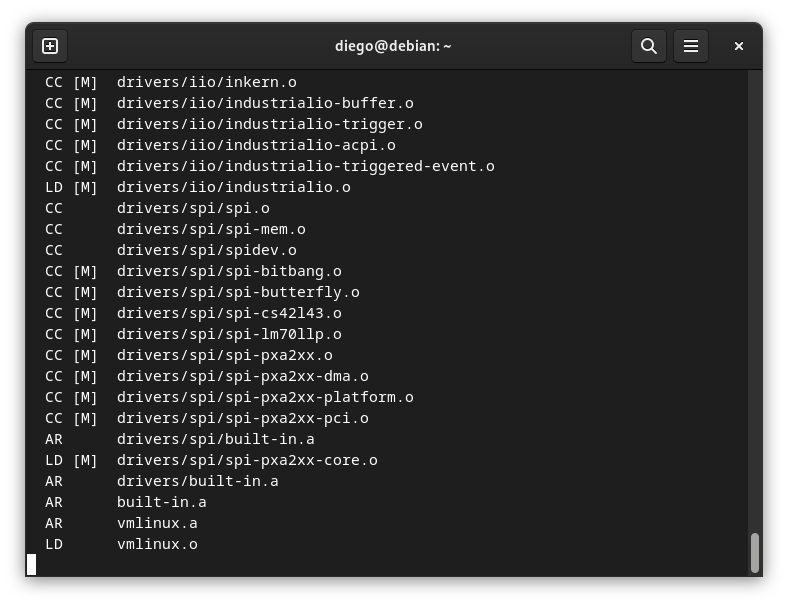 diego@debian: ~
CC [M]  drivers/iio/inkern.o
CC [M]  drivers/iio/industrialio-buffer.o
CC [M]  drivers/iio/industrialio-trigger.o
CC [M]  drivers/iio/industrialio-acpi.o
CC [M]  drivers/iio/industrialio-triggered-event.o
LD [M]  drivers/iio/industrialio.o
CC      drivers/spi/spi.o
CC      drivers/spi/spi-mem.o
CC      drivers/spi/spidev.o
CC [M]  drivers/spi/spi-bitbang.o
CC [M]  drivers/spi/spi-butterfly.o
CC [M]  drivers/spi/spi-cs42l43.o
CC [M]  drivers/spi/spi-lm70llp.o
CC [M]  drivers/spi/spi-pxa2xx.o
CC [M]  drivers/spi/spi-pxa2xx-dma.o
CC [M]  drivers/spi/spi-pxa2xx-platform.o
CC [M]  drivers/spi/spi-pxa2xx-pci.o
AR      drivers/spi/built-in.a
LD [M]  drivers/spi/spi-pxa2xx-core.o
AR      drivers/built-in.a
AR      built-in.a
AR      vmlinux.a
LD      vmlinux.o